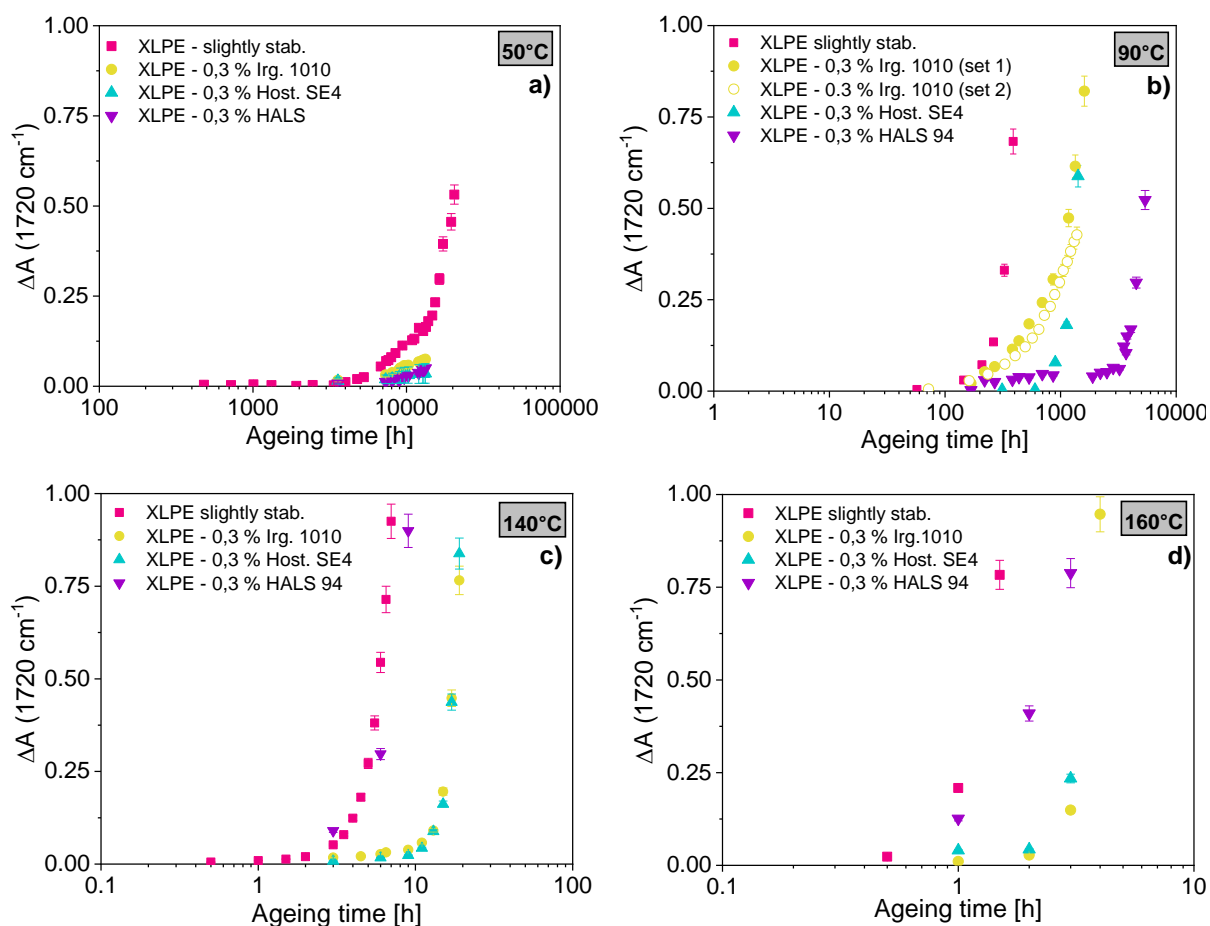 1.00
0.75
0.50
0.25
0.00
ΔA (1720 cm⁻¹)
XLPE - slightly stab.
XLPE - 0,3 % Irg. 1010
XLPE - 0,3 % Host. SE4
XLPE - 0,3 % HALS
50°C
a)
100
1000
10000
100000
Ageing time [h]
1.00
0.75
0.50
0.25
0.00
ΔA (1720 cm⁻¹)
XLPE slightly stab.
XLPE - 0,3 % Irg. 1010 (set 1)
XLPE - 0,3 % Irg. 1010 (set 2)
XLPE - 0,3 % Host. SE4
XLPE - 0,3 % HALS 94
90°C
b)
1
10
100
1000
10000
Ageing time [h]
1.00
0.75
0.50
0.25
0.00
ΔA (1720 cm⁻¹)
XLPE slightly stab.
XLPE - 0,3 % Irg. 1010
XLPE - 0,3 % Host. SE4
XLPE - 0,3 % HALS 94
140°C
c)
0.1
1
10
100
Ageing time [h]
1.00
0.75
0.50
0.25
0.00
ΔA (1720 cm⁻¹)
XLPE slightly stab.
XLPE - 0,3 % Irg.1010
XLPE - 0,3 % Host. SE4
XLPE - 0,3 % HALS 94
160°C
d)
0.1
1
10
Ageing time [h]